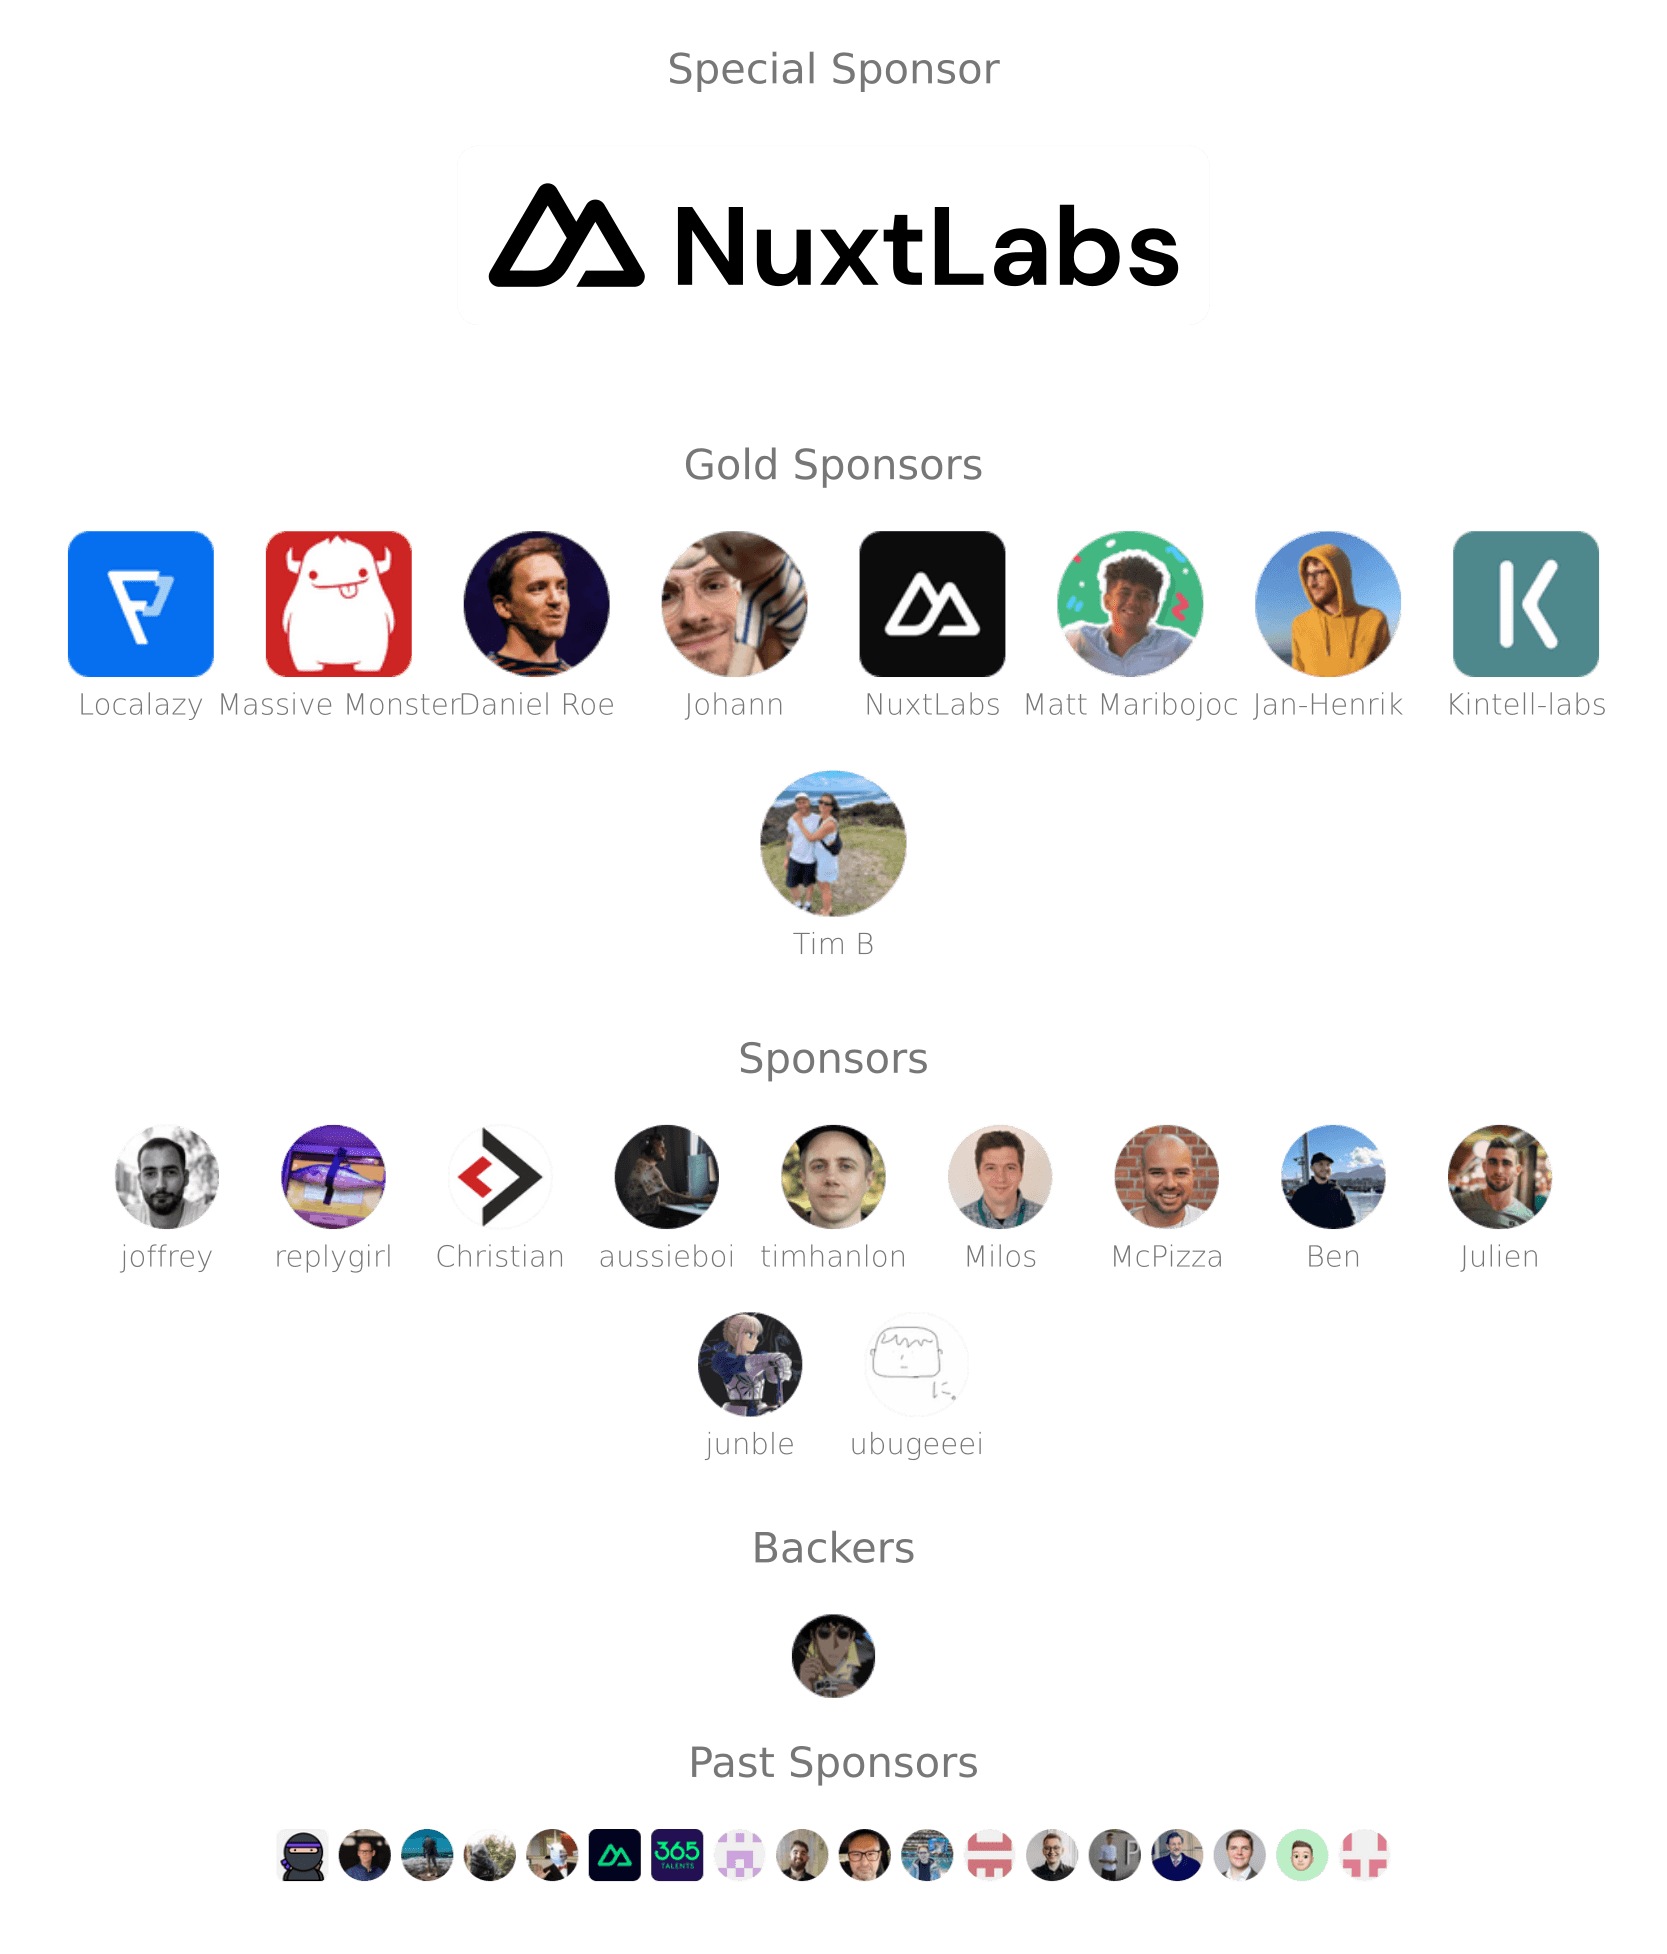 Special Sponsor
NuxtLabs
Gold Sponsors
Localazy Massive Monster Daniel Roe Johann NuxtLabs Matt Maribojoc Jan-Henrik Kintell-labs
Tim B
Sponsors
joffrey replygirl Christian aussieboi timhanlon Milos McPizza Ben Julien
junble ubugeeei
Backers
Past Sponsors
365
TALENTS